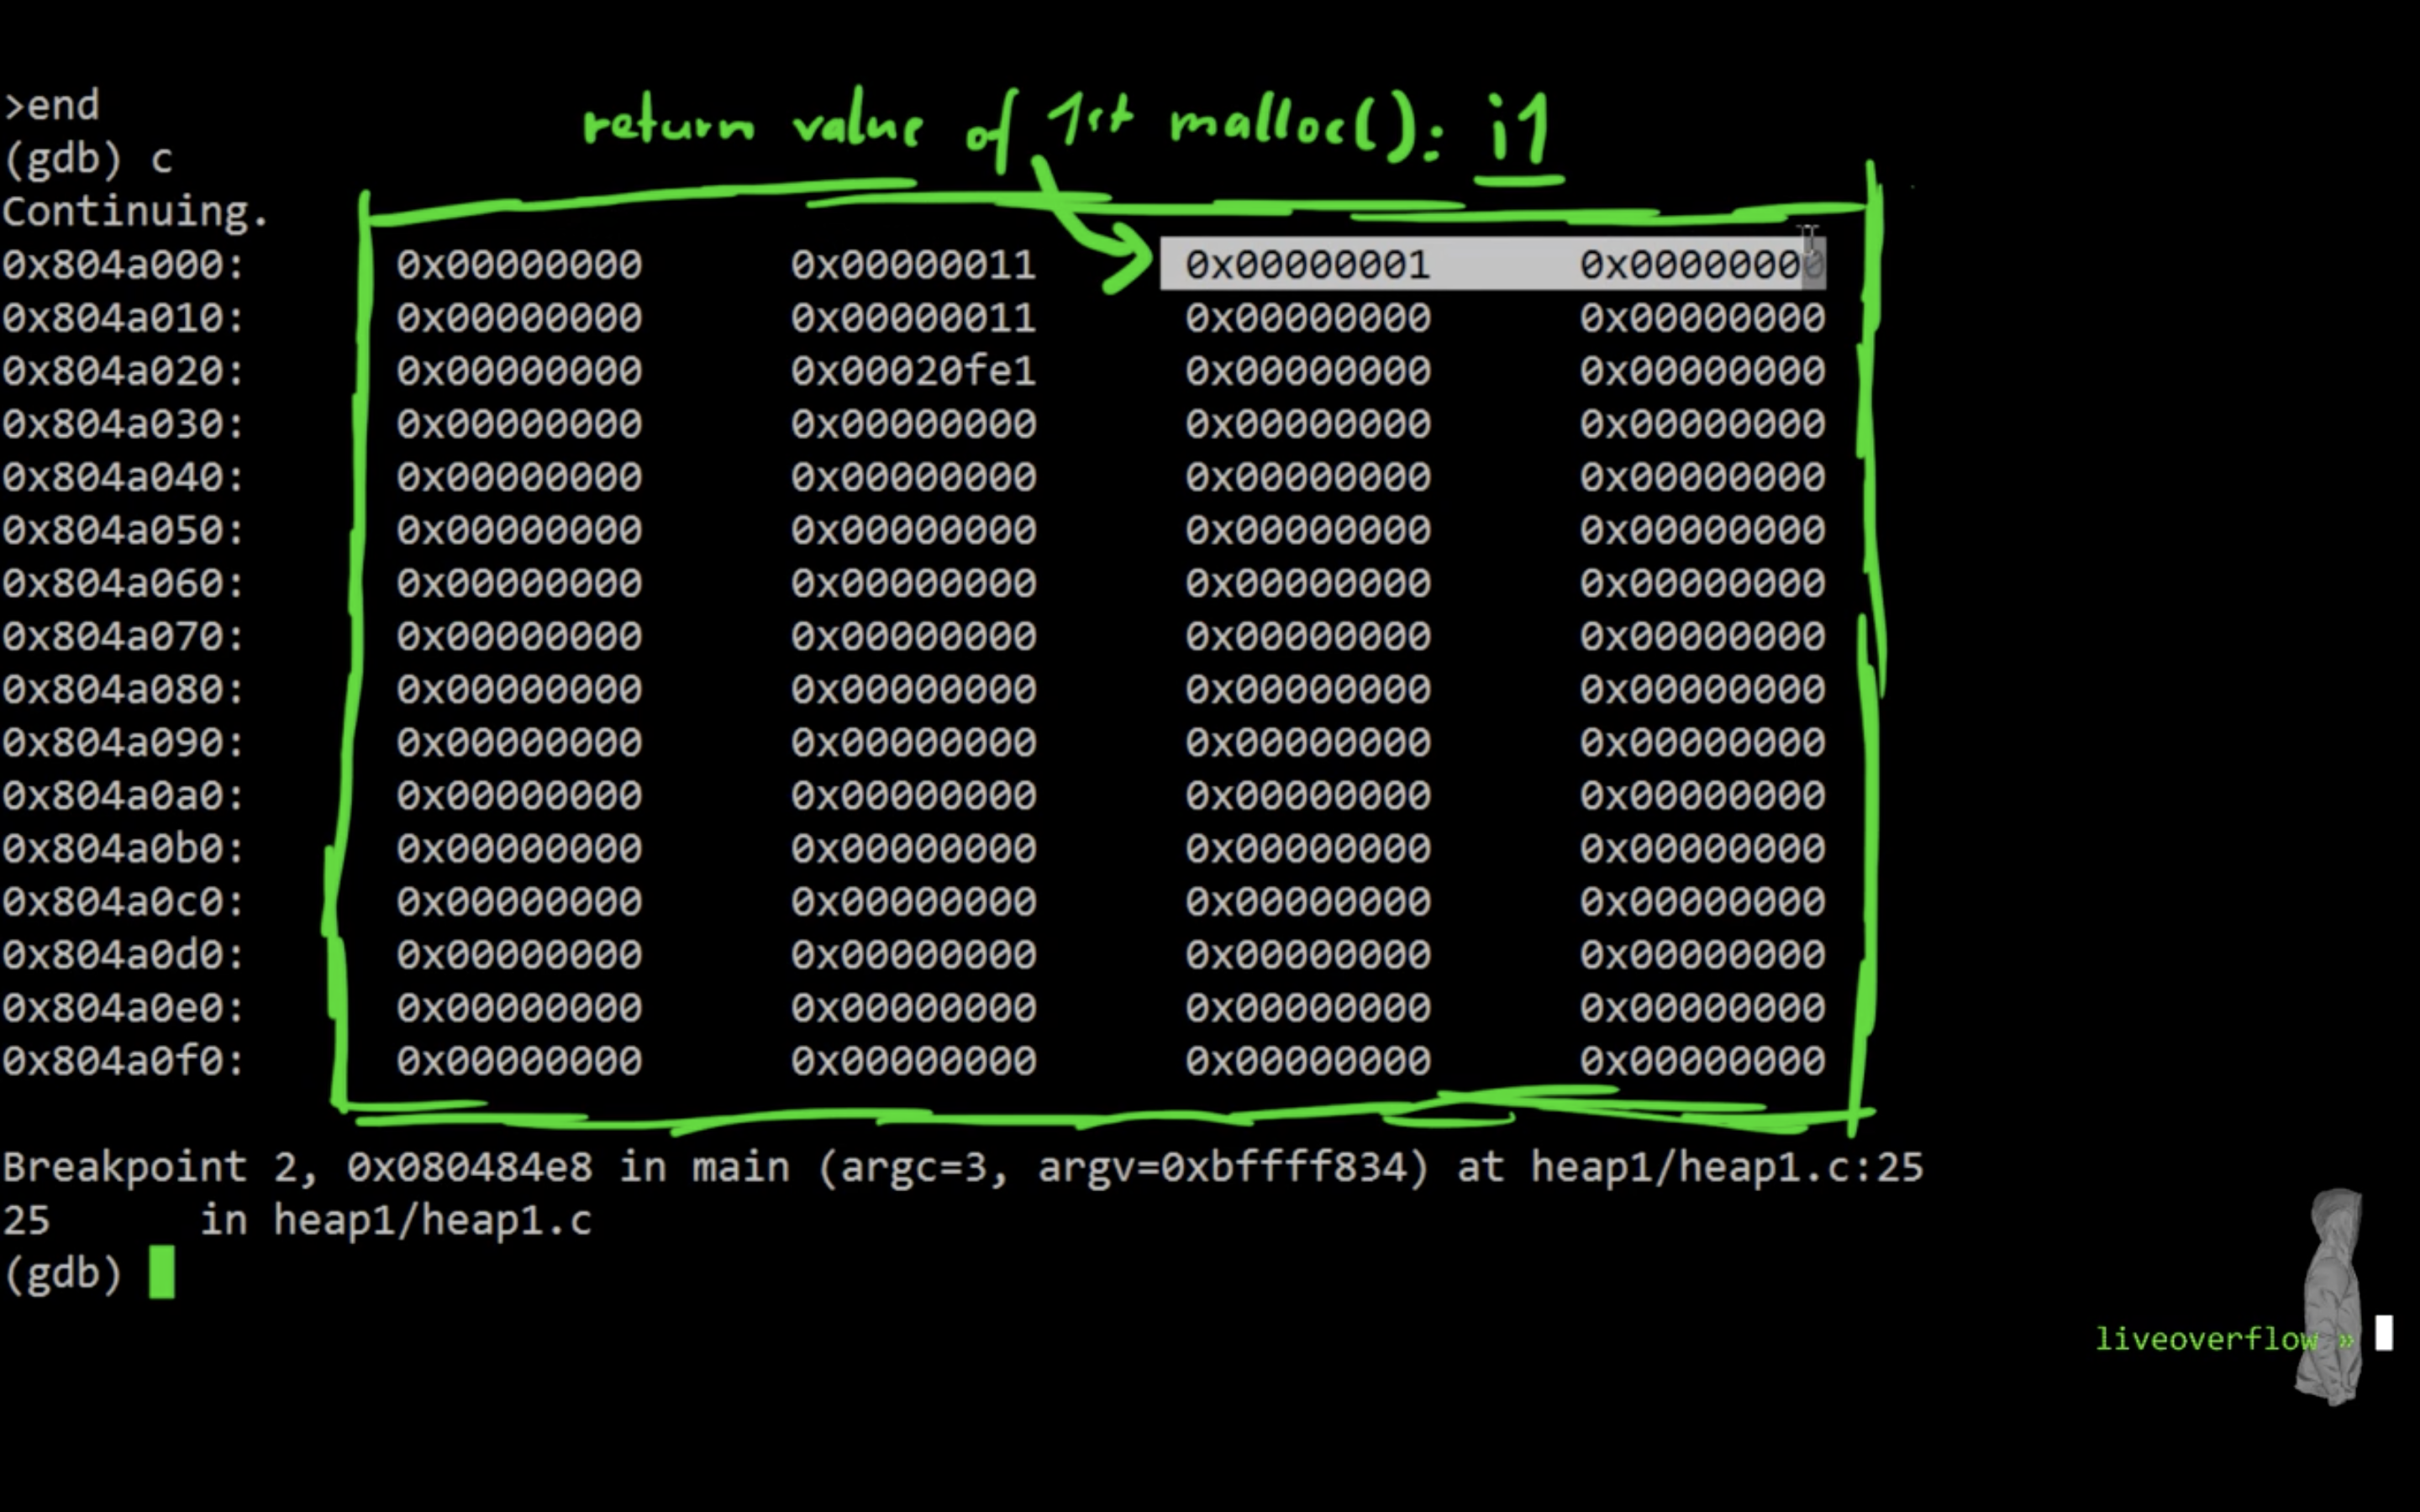 >end
return value of 1st malloc(): i1
(gdb) c
Continuing.
0x804a000: 0x00000000 0x00000011 0x00000001 0x00000000
0x804a010: 0x00000000 0x00000011 0x00000000 0x00000000
0x804a020: 0x00000000 0x00020fe1 0x00000000 0x00000000
0x804a030: 0x00000000 0x00000000 0x00000000 0x00000000
0x804a040: 0x00000000 0x00000000 0x00000000 0x00000000
0x804a050: 0x00000000 0x00000000 0x00000000 0x00000000
0x804a060: 0x00000000 0x00000000 0x00000000 0x00000000
0x804a070: 0x00000000 0x00000000 0x00000000 0x00000000
0x804a080: 0x00000000 0x00000000 0x00000000 0x00000000
0x804a090: 0x00000000 0x00000000 0x00000000 0x00000000
0x804a0a0: 0x00000000 0x00000000 0x00000000 0x00000000
0x804a0b0: 0x00000000 0x00000000 0x00000000 0x00000000
0x804a0c0: 0x00000000 0x00000000 0x00000000 0x00000000
0x804a0d0: 0x00000000 0x00000000 0x00000000 0x00000000
0x804a0e0: 0x00000000 0x00000000 0x00000000 0x00000000
0x804a0f0: 0x00000000 0x00000000 0x00000000 0x00000000
Breakpoint 2, 0x080484e8 in main (argc=3, argv=0xbffff834) at heap1/heap1.c:25
25 in heap1/heap1.c
(gdb)
liveoverflow »